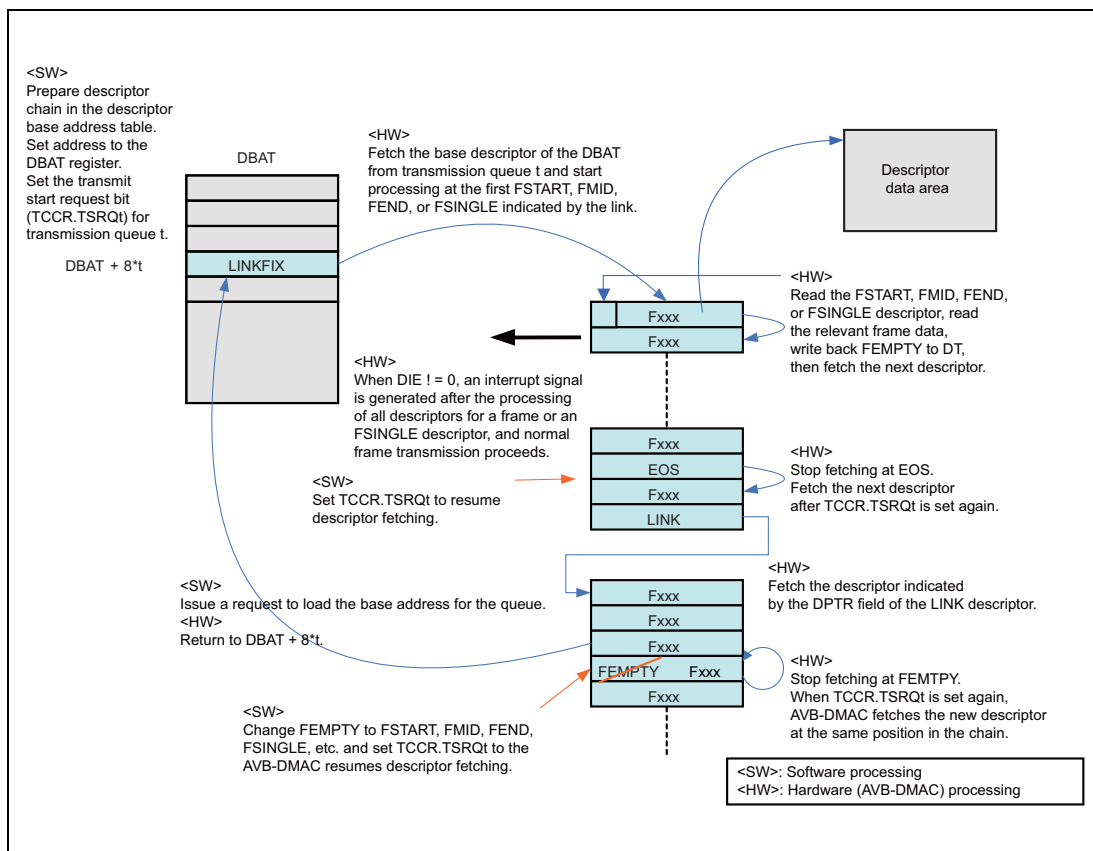 <SW>
Prepare descriptor
chain in the descriptor
base address table.
Set address to the
DBAT register.
Set the transmit
start request bit
(TCCR.TSRQt) for
transmission queue t.
DBAT
DBAT + 8*t
LINKFIX
<HW>
Fetch the base descriptor of the DBAT
from transmission queue t and start
processing at the first FSTART, FMID,
FEND, or FSINGLE indicated by the link.
Descriptor
data area
Fxxx
Fxxx
<HW>
Read the FSTART, FMID, FEND,
or FSINGLE descriptor, read
the relevant frame data,
write back FEMPTY to DT,
then fetch the next descriptor.
<HW>
When DIE ! = 0, an interrupt signal
is generated after the processing
of all descriptors for a frame or an
FSINGLE descriptor, and normal
frame transmission proceeds.
Fxxx
EOS
Fxxx
LINK
<HW>
Stop fetching at EOS.
Fetch the next descriptor
after TCCR.TSRQt is set again.
<SW>
Set TCCR.TSRQt to resume
descriptor fetching.
<HW>
Fetch the descriptor indicated
by the DPTR field of the LINK descriptor.
<SW>
Issue a request to load the base address for the queue.
<HW>
Return to DBAT + 8*t.
Fxxx
Fxxx
Fxxx
FEMPTY Fxxx
Fxxx
<HW>
Stop fetching at FEMTPY.
When TCCR.TSRQt is set again,
AVB-DMAC fetches the new descriptor
at the same position in the chain.
<SW>
Change FEMPTY to FSTART, FMID, FEND,
FSINGLE, etc. and set TCCR.TSRQt to the
AVB-DMAC resumes descriptor fetching.
<SW>: Software processing
<HW>: Hardware (AVB-DMAC) processing